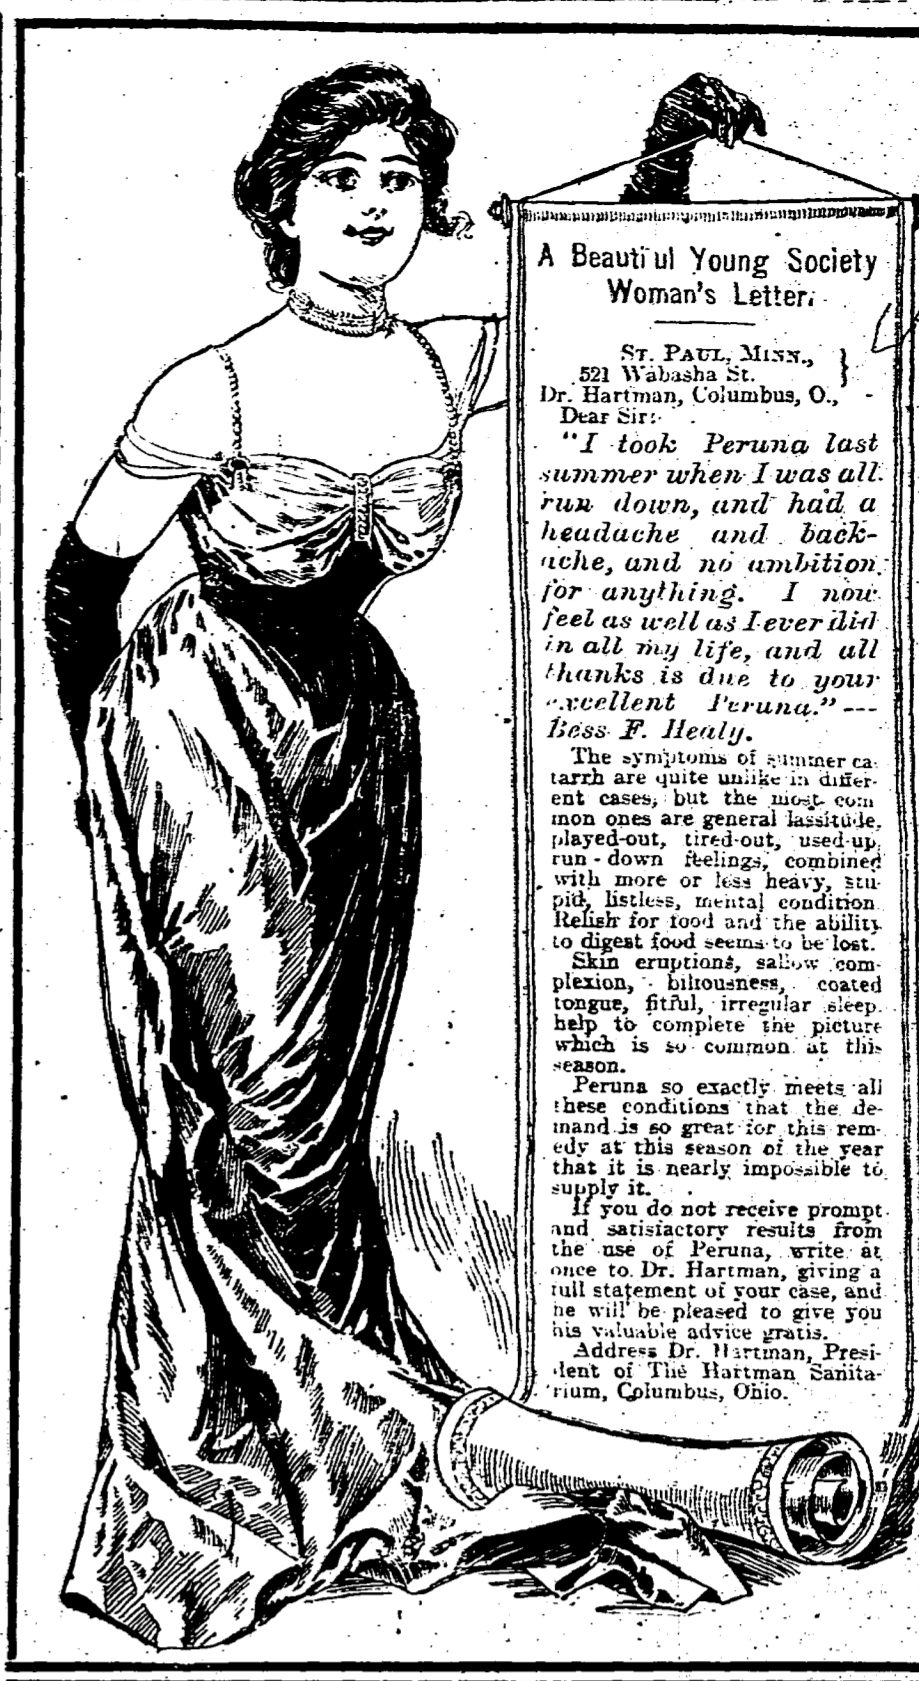 A Beautiful Young Society
Woman's Letter.
ST. PAUL, MINN.,
521 Wabasha St.
Dr. Hartman, Columbus, O.,
Dear Sir:
"I took Peruna last
summer when I was all
run down, and had a
headache and back-
ache, and no ambition
for anything. I now
feel as well as I ever did
in all my life, and all
thanks is due to your
excellent Peruna."---
Bess F. Healy.
The symptoms of summer ca-
tarrh are quite unlike in differ-
ent cases, but the most com
mon ones are general lassitude,
played-out, tired-out, used-up,
run-down feelings, combined
with more or less heavy, stu-
pid, listless, mental condition.
Relish for food and the ability
to digest food seems to be lost.
Skin eruptions, sallow com-
plexion, biliousness, coated
tongue, fitful, irregular sleep,
help to complete the picture
which is so common at this
season.
Peruna so exactly meets all
these conditions that the de-
mand is so great for this rem-
edy at this season of the year
that it is nearly impossible to
supply it.
If you do not receive prompt
and satisfactory results from
the use of Peruna, write at
once to Dr. Hartman, giving a
full statement of your case, and
he will be pleased to give you
his valuable advice gratis.
Address Dr. Hartman, Presi-
dent of The Hartman Sanita-
rium, Columbus, Ohio.